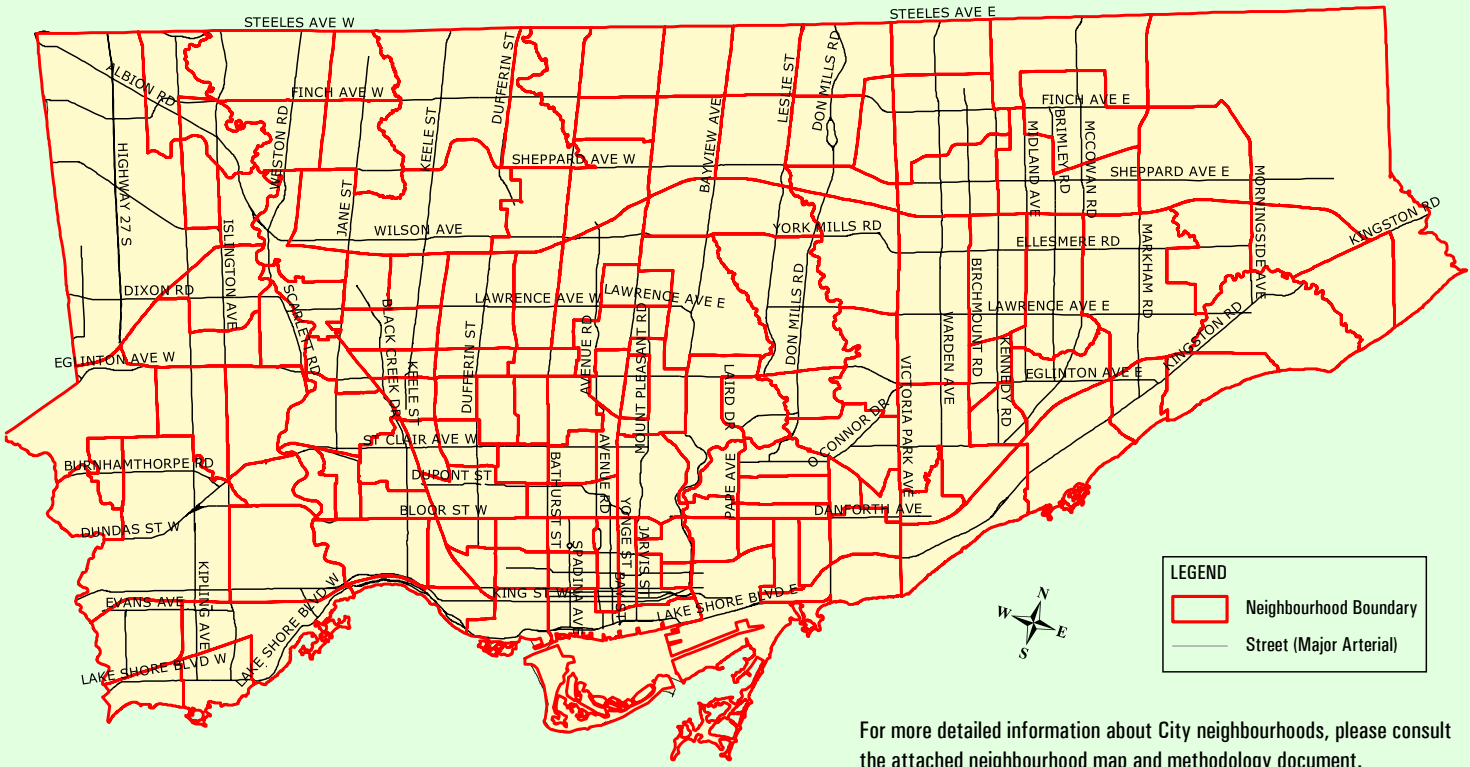 STEELES AVE W
STEELES AVE E
ALBION RD
FINCH AVE W
DUFFERIN ST
LESLIE ST
DON MILLS RD
FINCH AVE E
HIGHWAY 27 S
WESTON RD
KEELE ST
SHEPPARD AVE W
BAYVIEW AVE
MIDLAND AVE
BRIMLEY RD
MCCOWAN RD
SHEPPARD AVE E
MORNINGSIDE AVE
JANE ST
ISLINGTON AVE
WILSON AVE
YORK MILLS RD
ELLESMERE RD
MARKHAM RD
KINGSTON RD
DIXON RD
SCARLETT RD
BLACK CREEK DR
LAWRENCE AVE W
LAWRENCE AVE E
DON MILLS RD
BIRCHMOUNT RD
LAWRENCE AVE E
KINGSTON RD
EGLINTON AVE W
KEELE ST
DUFFERIN ST
AVENUE RD
MOUNT PLEASANT RD
LAIRD DR
VICTORIA PARK AVE
WARDEN AVE
KENNEDY RD
EGLINTON AVE E
ST CLAIR AVE W
O CONNOR DR
BURNHAMTHORPE RD
DUPONT ST
BATHURST ST
AVENUE RD
PAPE AVE
DUNDAS ST W
BLOOR ST W
YONGE ST
JARVIS ST
DANFORTH AVE
KIPLING AVE
SPADINA AVE
BAY ST
EVANS AVE
LAKE SHORE BLVD W
KING ST W
LAKE SHORE BLVD E
LAKE SHORE BLVD W
N
W
E
S
LEGEND
Neighbourhood Boundary
Street (Major Arterial)
For more detailed information about City neighbourhoods, please consult
the attached neighbourhood map and methodology document.